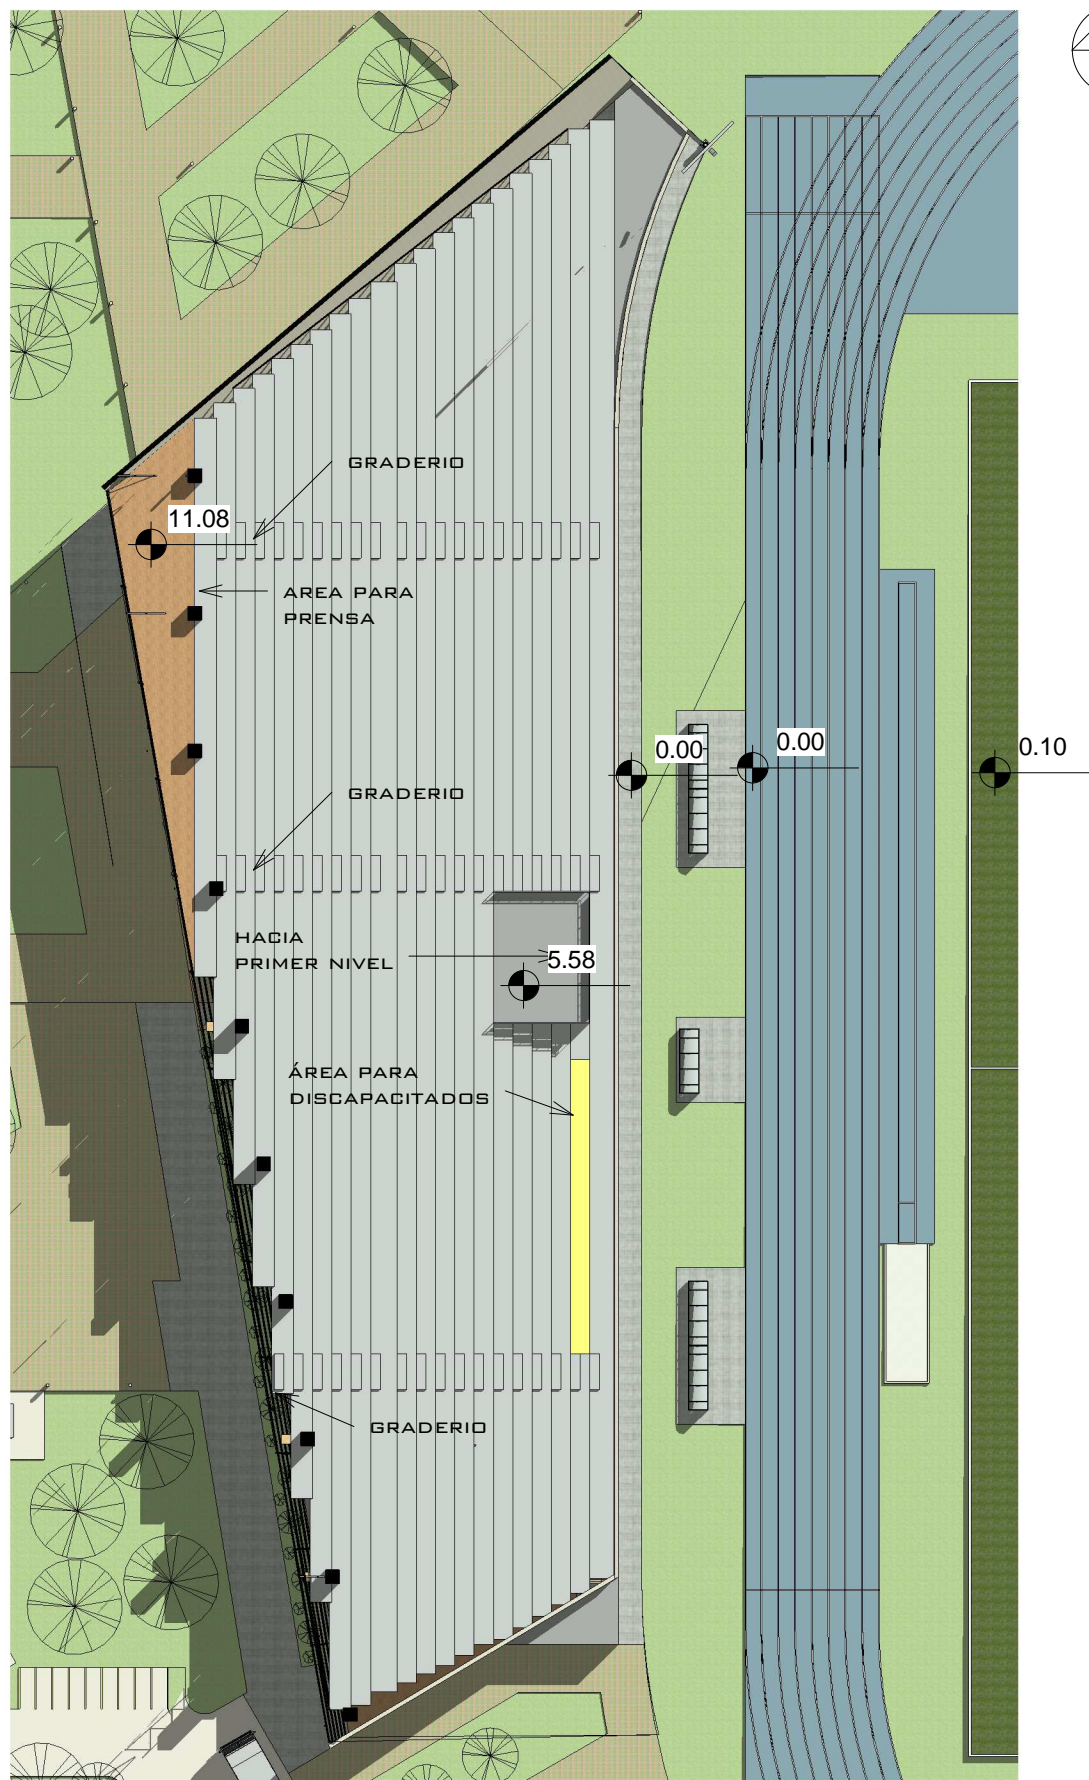 GRADERIO
11.08
AREA PARA
PRENSA
0.00
0.00
0.10
GRADERIO
HACIA
PRIMER NIVEL
5.58
ÁREA PARA
DISCAPACITADOS
GRADERIO